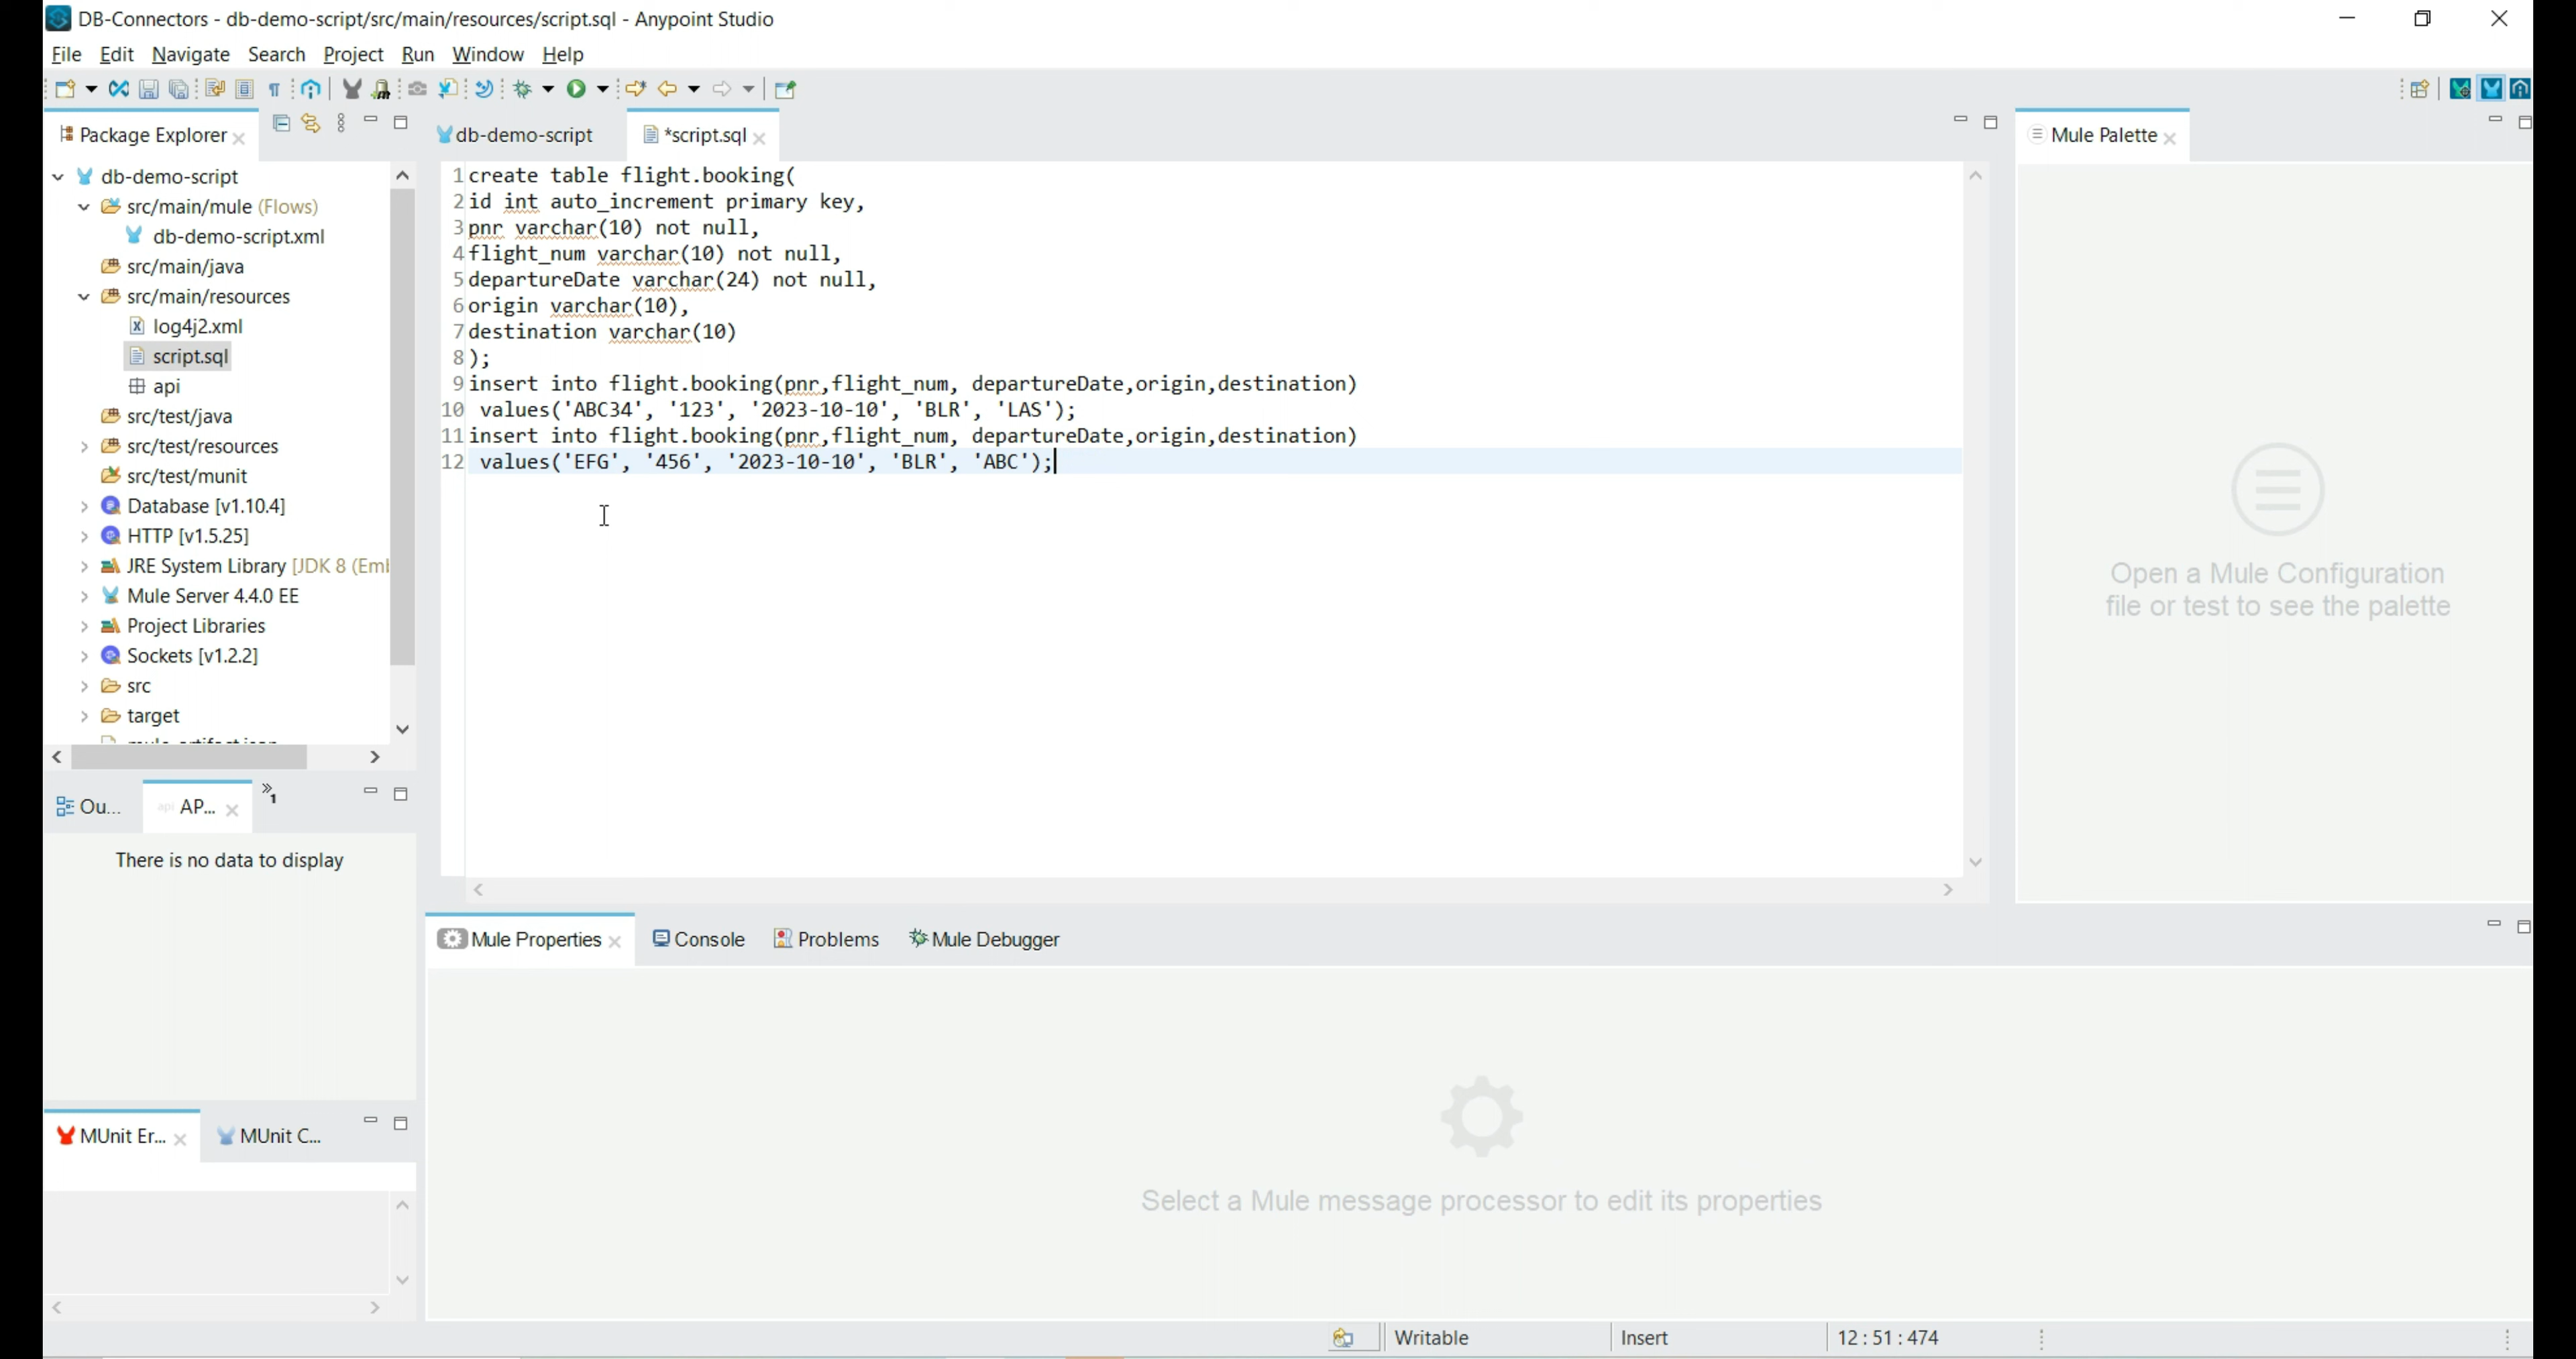 DB-Connectors - db-demo-script/src/main/resources/script.sql - Anypoint Studio
File Edit Navigate Search Project Run Window Help
Package Explorer
db-demo-script
src/main/mule (Flows)
db-demo-script.xml
src/main/java
src/main/resources
log4j2.xml
script.sql
api
src/test/java
src/test/resources
src/test/munit
Database [v1.10.4]
HTTP [v1.5.25]
JRE System Library [JDK 8 (Emb
Mule Server 4.4.0 EE
Project Libraries
Sockets [v1.2.2]
src
target
Ou... api AP... »1
There is no data to display
MUnit Er... MUnit C...
db-demo-script *script.sql
1 create table flight.booking(
2 id int auto_increment primary key,
3 pnr varchar(10) not null,
4 flight_num varchar(10) not null,
5 departureDate varchar(24) not null,
6 origin varchar(10),
7 destination varchar(10)
8 );
9 insert into flight.booking(pnr,flight_num, departureDate,origin,destination)
10 values('ABC34', '123', '2023-10-10', 'BLR', 'LAS');
11 insert into flight.booking(pnr,flight_num, departureDate,origin,destination)
12 values('EFG', '456', '2023-10-10', 'BLR', 'ABC');
Mule Palette
Open a Mule Configuration
file or test to see the palette
Mule Properties Console Problems Mule Debugger
Select a Mule message processor to edit its properties
Writable Insert 12 : 51 : 474